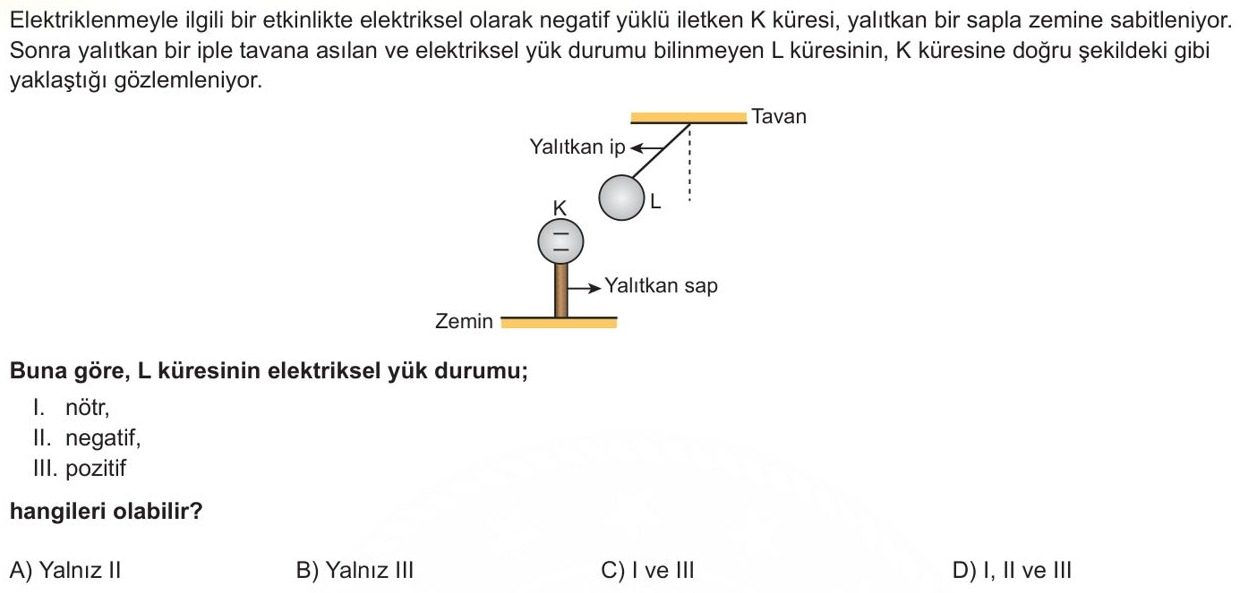 Elektriklenmeyle ilgili bir etkinlikte elektriksel olarak negatif yüklü iletken K küresi, yalıtkan bir sapla zemine sabitleniyor.
Sonra yalıtkan bir iple tavana asılan ve elektriksel yük durumu bilinmeyen L küresinin, K küresine doğru şekildeki gibi
yaklaştığı gözlemleniyor.
Tavan
Yalıtkan ip
L
K
Yalıtkan sap
Zemin
Buna göre, L küresinin elektriksel yük durumu;
I. nötr,
II. negatif,
III. pozitif
hangileri olabilir?
A) Yalnız II B) Yalnız III C) I ve III D) I, II ve III